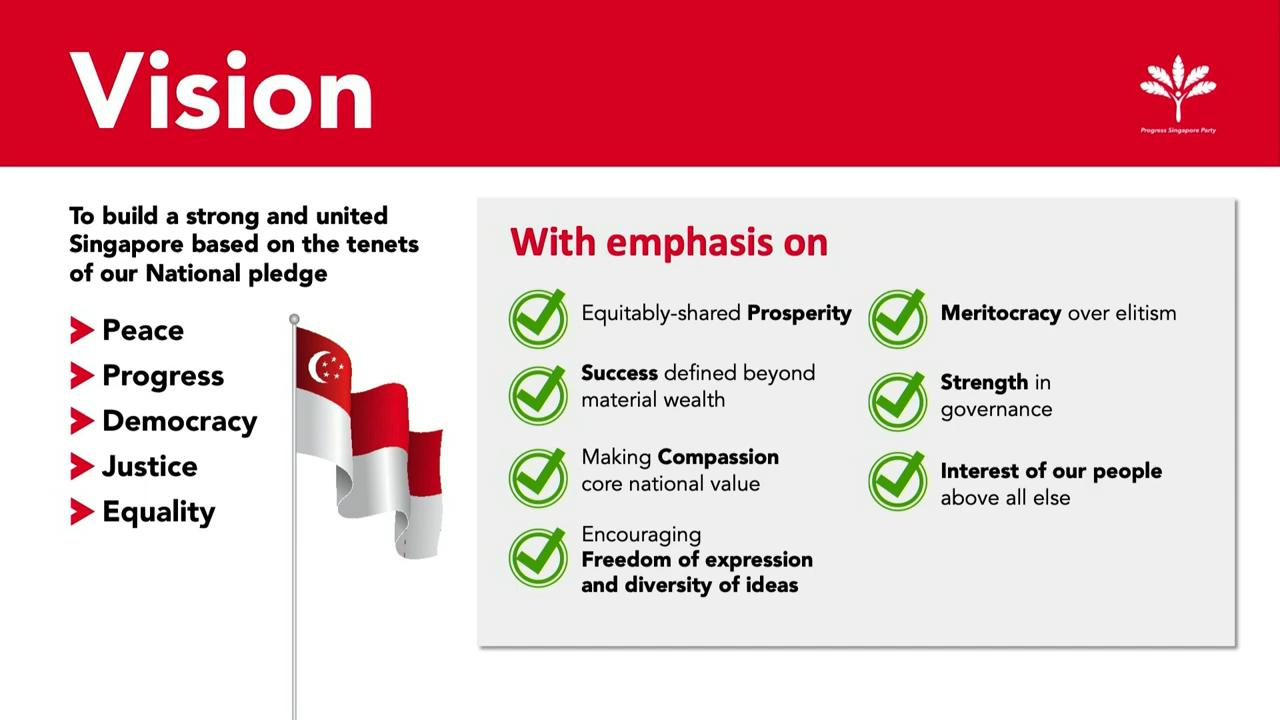 Vision
Progress Singapore Party
To build a strong and united
Singapore based on the tenets
of our National pledge
Peace
Progress
Democracy
Justice
Equality
With emphasis on
Equitably-shared Prosperity
Success defined beyond
material wealth
Making Compassion
core national value
Encouraging
Freedom of expression
and diversity of ideas
Meritocracy over elitism
Strength in
governance
Interest of our people
above all else